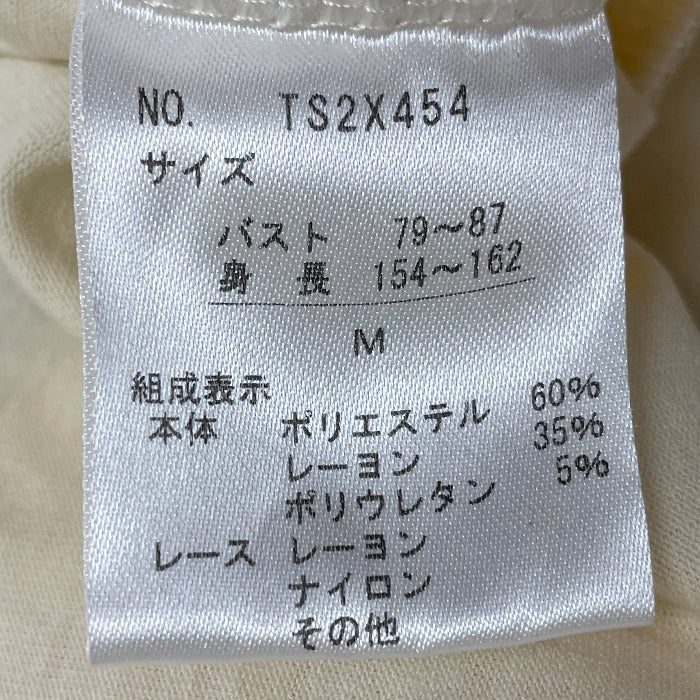 NO. TS2X454
サイズ
バスト 79〜87
身長 154〜162
M
組成表示
本体 ポリエステル 60%
レーヨン 35%
ポリウレタン 5%
レース レーヨン
ナイロン
その他